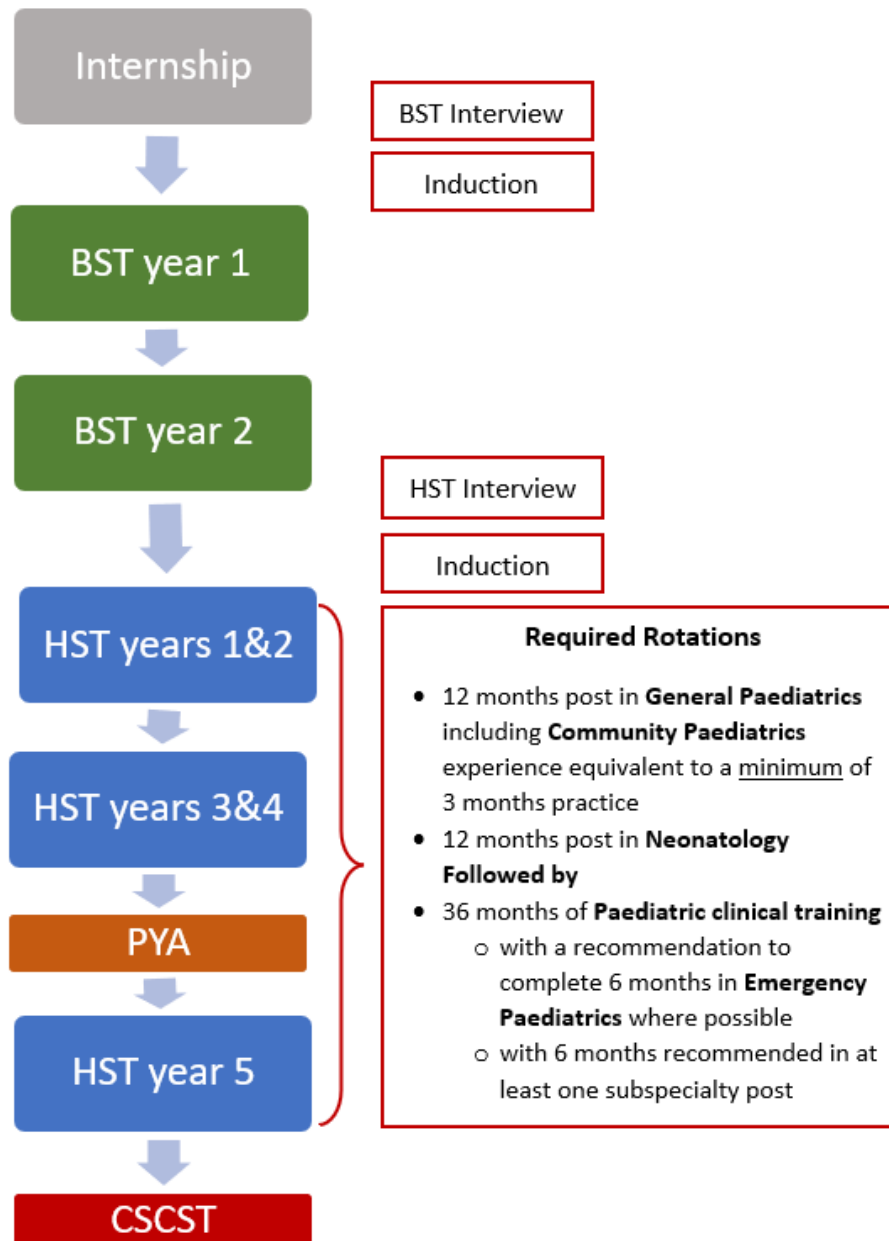 Internship
BST Interview
Induction
BST year 1
BST year 2
HST Interview
Induction
HST years 1&2
HST years 3&4
PYA
HST year 5
CSCST
Required Rotations
• 12 months post in General Paediatrics
including Community Paediatrics
experience equivalent to a minimum of
3 months practice
• 12 months post in Neonatology
Followed by
• 36 months of Paediatric clinical training
o with a recommendation to
complete 6 months in Emergency
Paediatrics where possible
o with 6 months recommended in at
least one subspecialty post